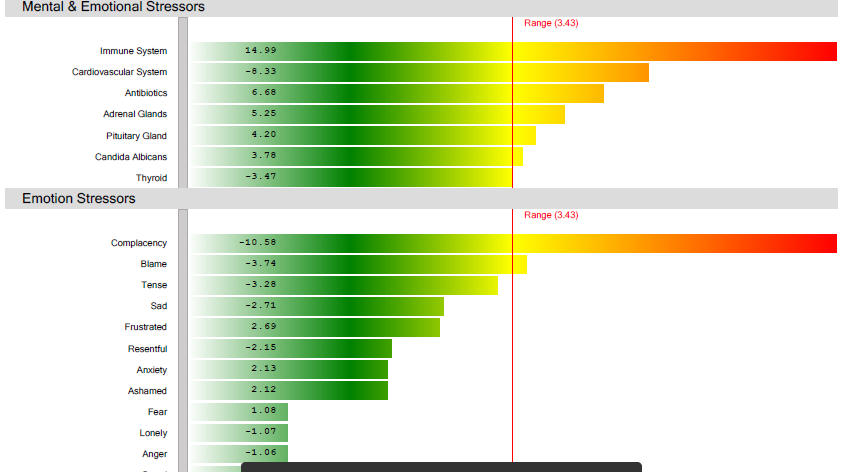 Mental & Emotional Stressors
Range (3.43)
Immune System 14.99
Cardiovascular System -8.33
Antibiotics 6.68
Adrenal Glands 5.25
Pituitary Gland 4.20
Candida Albicans 3.78
Thyroid -3.47
Emotion Stressors
Range (3.43)
Complacency -10.58
Blame -3.74
Tense -3.28
Sad -2.71
Frustrated 2.69
Resentful -2.15
Anxiety 2.13
Ashamed 2.12
Fear 1.08
Lonely -1.07
Anger -1.06